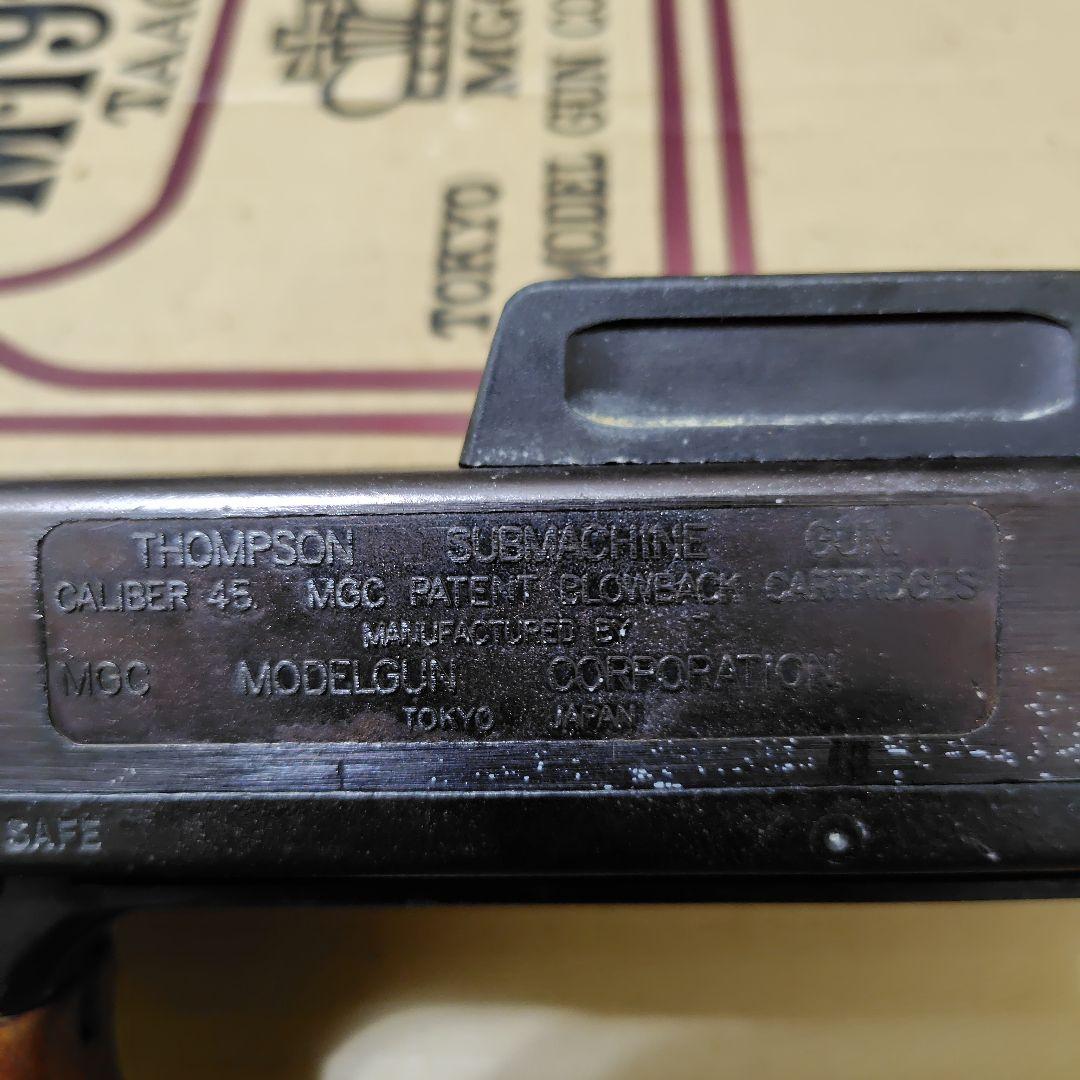 THOMPSON SUBMACHINE GUN.
CALIBER 45. MGC PATENT BLOWBACK CARTRIDGES
MANUFACTURED BY
MGC MODELGUN CORPORATION
TOKYO JAPAN
SAFE
TOKYO
MGC
MODEL GUN CO